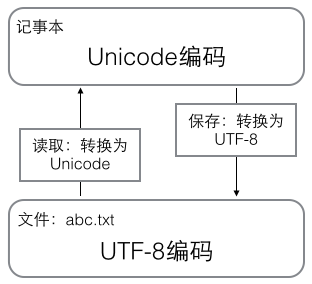 记事本
Unicode编码
读取：转换为
Unicode
保存：转换为
UTF-8
文件：abc.txt
UTF-8编码